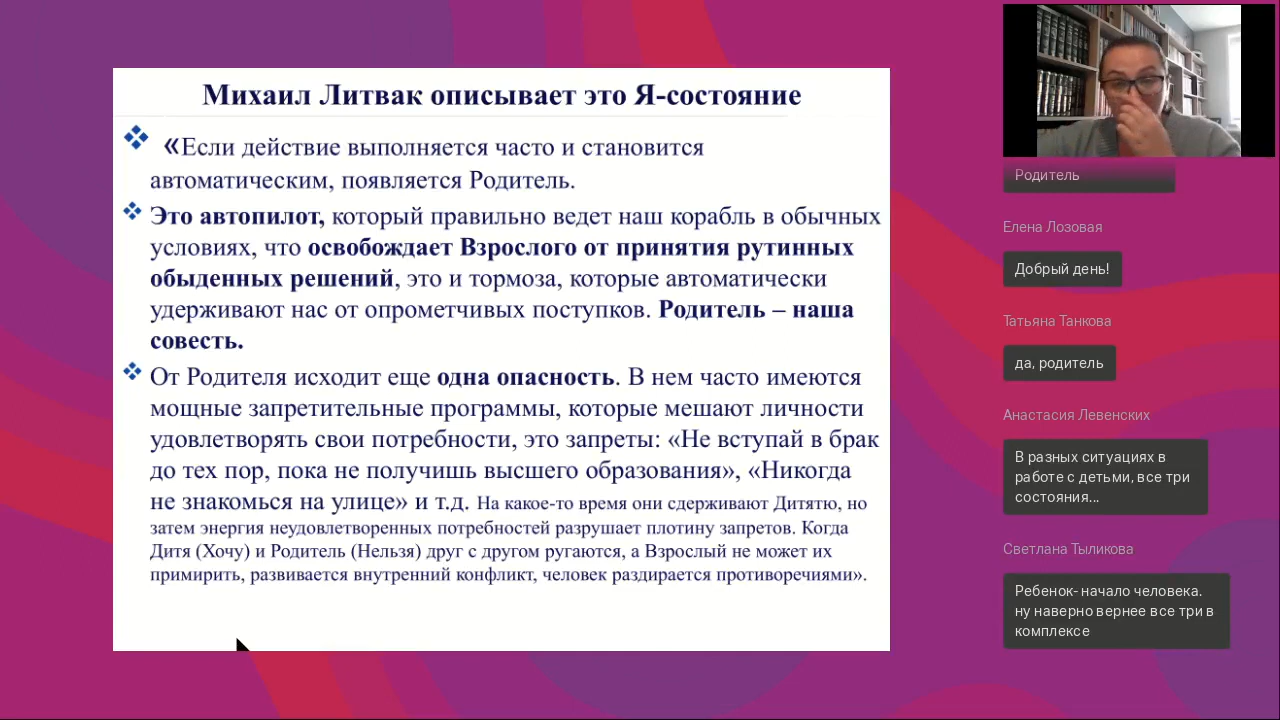 Михаил Литвак описывает это Я-состояние
«Если действие выполняется часто и становится
автоматическим, появляется Родитель.
Это автопилот, который правильно ведет наш корабль в обычных
условиях, что освобождает Взрослого от принятия рутинных
обыденных решений, это и тормоза, которые автоматически
удерживают нас от опрометчивых поступков. Родитель – наша
совесть.
От Родителя исходит еще одна опасность. В нем часто имеются
мощные запретительные программы, которые мешают личности
удовлетворять свои потребности, это запреты: «Не вступай в брак
до тех пор, пока не получишь высшего образования», «Никогда
не знакомься на улице» и т.д. На какое-то время они сдерживают Дитятю, но
затем энергия неудовлетворенных потребностей разрушает плотину запретов. Когда
Дитя (Хочу) и Родитель (Нельзя) друг с другом ругаются, а Взрослый не может их
примирить, развивается внутренний конфликт, человек раздирается противоречиями».
Родитель
Елена Лозовая
Добрый день!
Татьяна Танкова
да, родитель
Анастасия Левенских
В разных ситуациях в
работе с детьми, все три
состояния...
Светлана Тыликова
Ребенок- начало человека.
ну наверно вернее все три в
комплексе